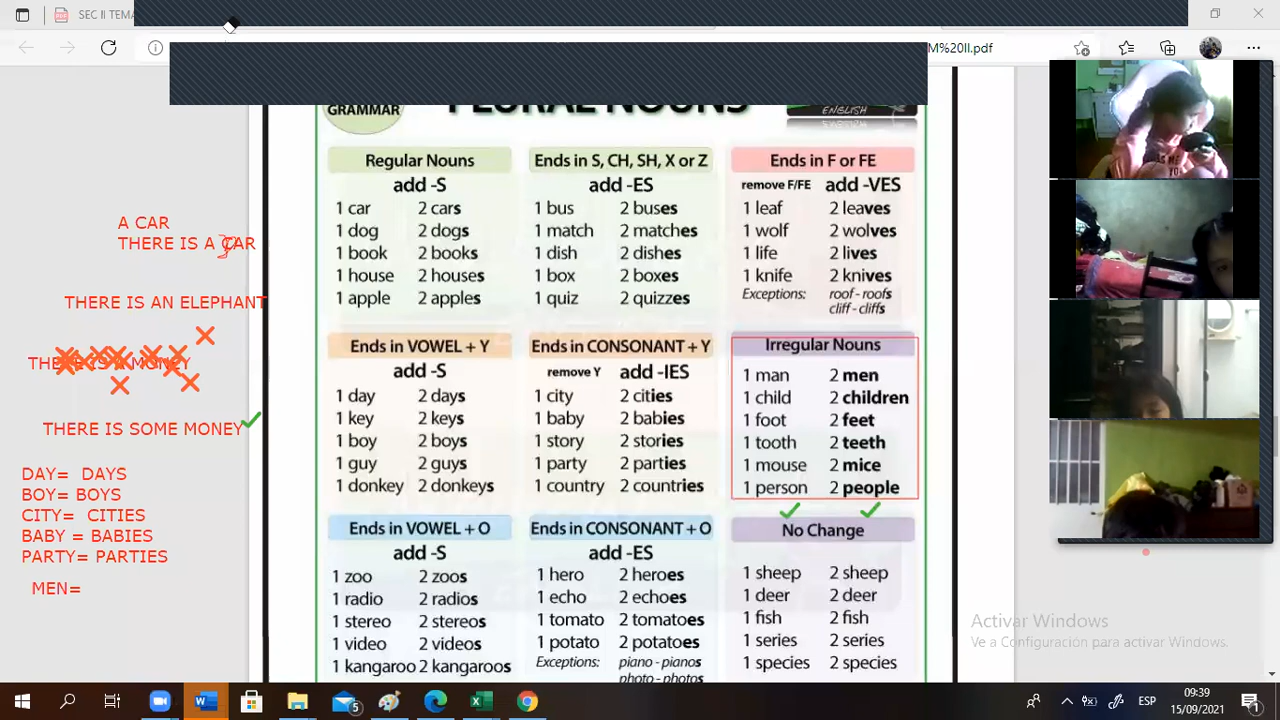 SEC II TEMA
M%20II.pdf
GRAMMAR
PLURAL NOUNS
ENGLISH
Regular Nouns
add -S
1 car 2 cars
1 dog 2 dogs
1 book 2 books
1 house 2 houses
1 apple 2 apples
Ends in S, CH, SH, X or Z
add -ES
1 bus 2 buses
1 match 2 matches
1 dish 2 dishes
1 box 2 boxes
1 quiz 2 quizzes
Ends in F or FE
remove F/FE add -VES
1 leaf 2 leaves
1 wolf 2 wolves
1 life 2 lives
1 knife 2 knives
Exceptions: roof - roofs
cliff - cliffs
Ends in VOWEL + Y
add -S
1 day 2 days
1 key 2 keys
1 boy 2 boys
1 guy 2 guys
1 donkey 2 donkeys
Ends in CONSONANT + Y
remove Y add -IES
1 city 2 cities
1 baby 2 babies
1 story 2 stories
1 party 2 parties
1 country 2 countries
Irregular Nouns
1 man 2 men
1 child 2 children
1 foot 2 feet
1 tooth 2 teeth
1 mouse 2 mice
1 person 2 people
Ends in VOWEL + O
add -S
1 zoo 2 zoos
1 radio 2 radios
1 stereo 2 stereos
1 video 2 videos
1 kangaroo 2 kangaroos
Ends in CONSONANT + O
add -ES
1 hero 2 heroes
1 echo 2 echoes
1 tomato 2 tomatoes
1 potato 2 potatoes
Exceptions: piano - pianos
photo - photos
No Change
1 sheep 2 sheep
1 deer 2 deer
1 fish 2 fish
1 series 2 series
1 species 2 species
A CAR
THERE IS A CAR
THERE IS AN ELEPHANT
THERE IS A MONEY
THERE IS SOME MONEY
DAY= DAYS
BOY= BOYS
CITY= CITIES
BABY = BABIES
PARTY= PARTIES
MEN=
Activar Windows
Ve a Configuración para activar Windows.
5
ESP
09:39
15/09/2021
1